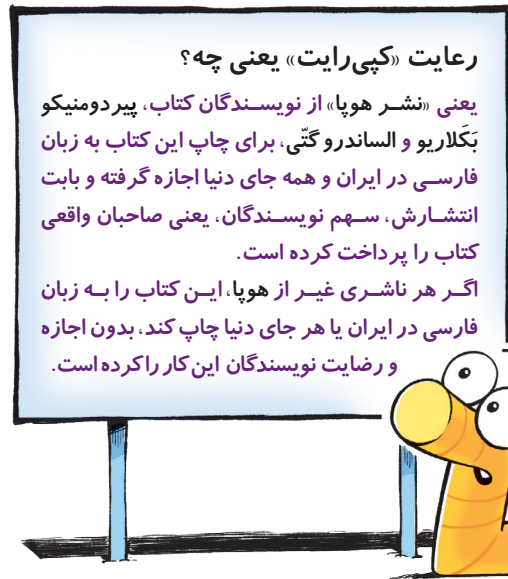 رعایت «کپی‌رایت» یعنی چه؟
یعنی «نشر هوپا» از نویسندگان کتاب، پیردومنیکو
بَکَلاریو و الساندرو گتّی، برای چاپ این کتاب به زبان
فارسی در ایران و همه جای دنیا اجازه گرفته و بابت
انتشارش، سهم نویسندگان، یعنی صاحبان واقعی
کتاب را پرداخت کرده است.
اگر هر ناشری غیر از هوپا، این کتاب را به زبان
فارسی در ایران یا هر جای دنیا چاپ کند، بدون اجازه
و رضایت نویسندگان این کار را کرده است.